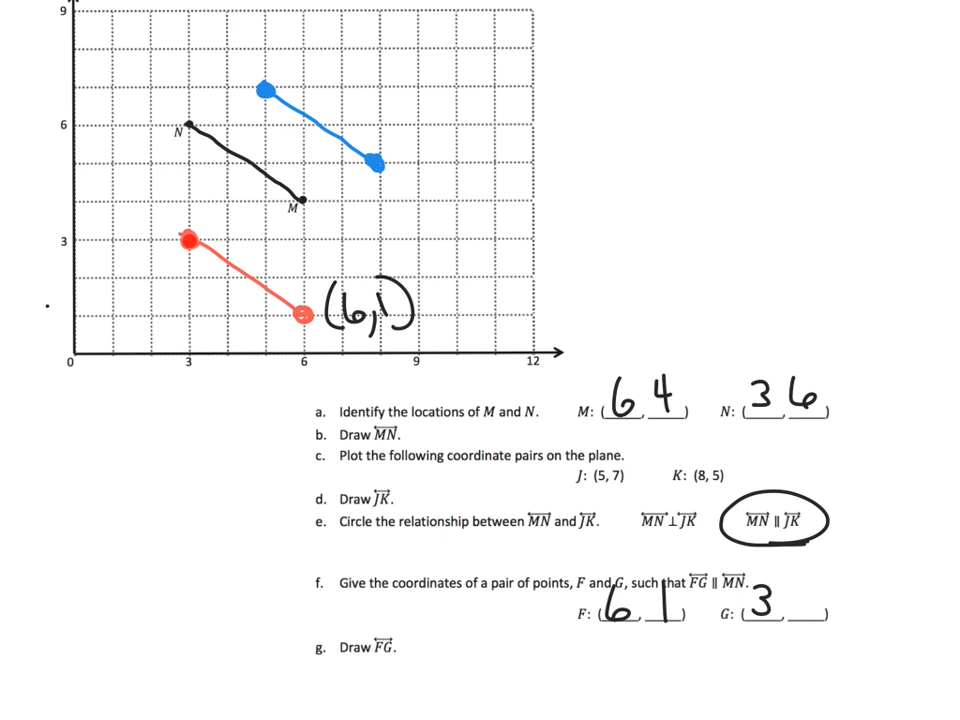 9
6
N
M
3
(6,1)
0 3 6 9 12
a. Identify the locations of M and N. M: (6, 4) N: (3, 6)
b. Draw MN.
c. Plot the following coordinate pairs on the plane.
J: (5, 7) K: (8, 5)
d. Draw JK.
e. Circle the relationship between MN and JK. MN ⊥ JK MN ∥ JK
f. Give the coordinates of a pair of points, F and G, such that FG ∥ MN.
F: (6, 1) G: (3, ___)
g. Draw FG.